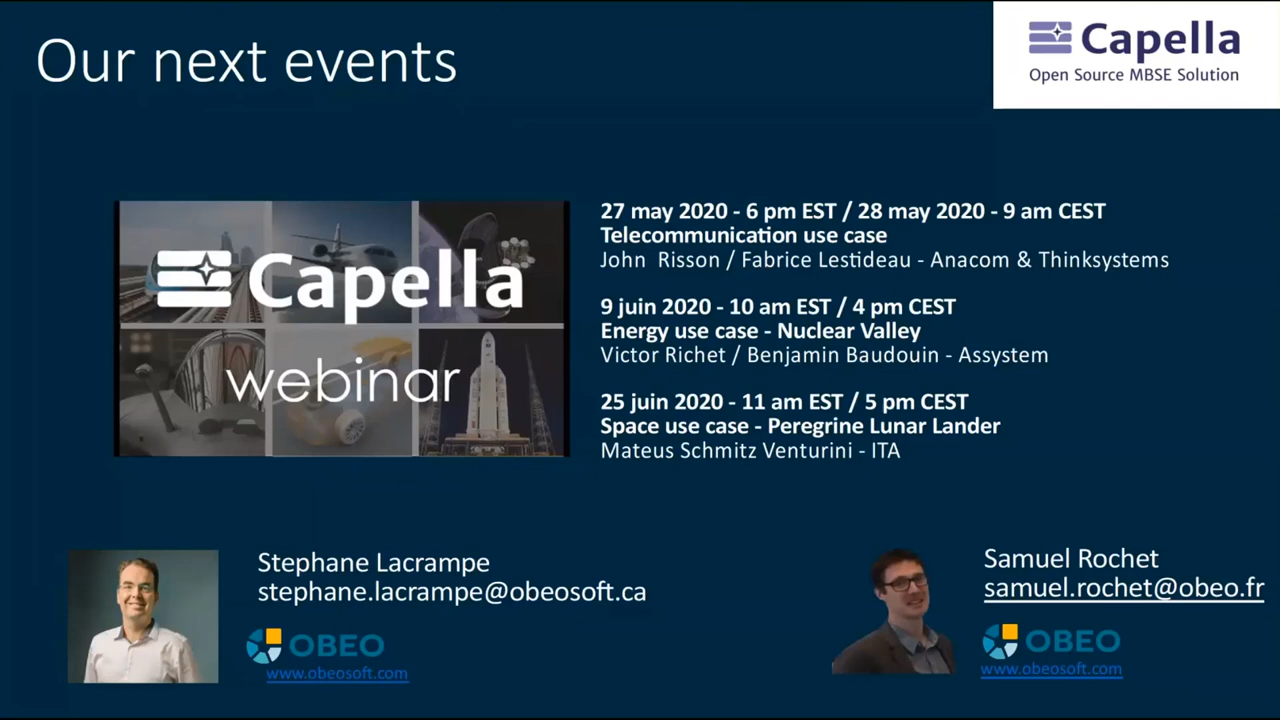 Our next events
Capella
Open Source MBSE Solution
Capella
webinar
27 may 2020 - 6 pm EST / 28 may 2020 - 9 am CEST
Telecommunication use case
John  Risson / Fabrice Lestideau - Anacom & Thinksystems
9 juin 2020 - 10 am EST / 4 pm CEST
Energy use case - Nuclear Valley
Victor Richet / Benjamin Baudouin - Assystem
25 juin 2020 - 11 am EST / 5 pm CEST
Space use case - Peregrine Lunar Lander
Mateus Schmitz Venturini - ITA
Stephane Lacrampe
stephane.lacrampe@obeosoft.ca
OBEO
www.obeosoft.com
Samuel Rochet
samuel.rochet@obeo.fr
OBEO
www.obeosoft.com